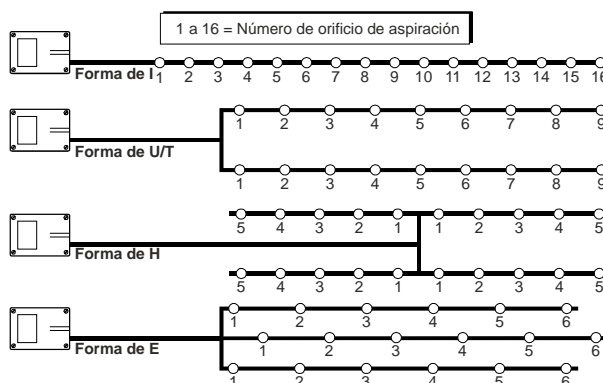 1 a 16 = Número de orificio de aspiración
Forma de I
1 2 3 4 5 6 7 8 9 10 11 12 13 14 15 16
1 2 3 4 5 6 7 8 9
Forma de U/T
1 2 3 4 5 6 7 8 9
5 4 3 2 1 1 2 3 4 5
Forma de H
5 4 3 2 1 1 2 3 4 5
1 2 3 4 5 6
Forma de E
1 2 3 4 5 6
1 2 3 4 5 6